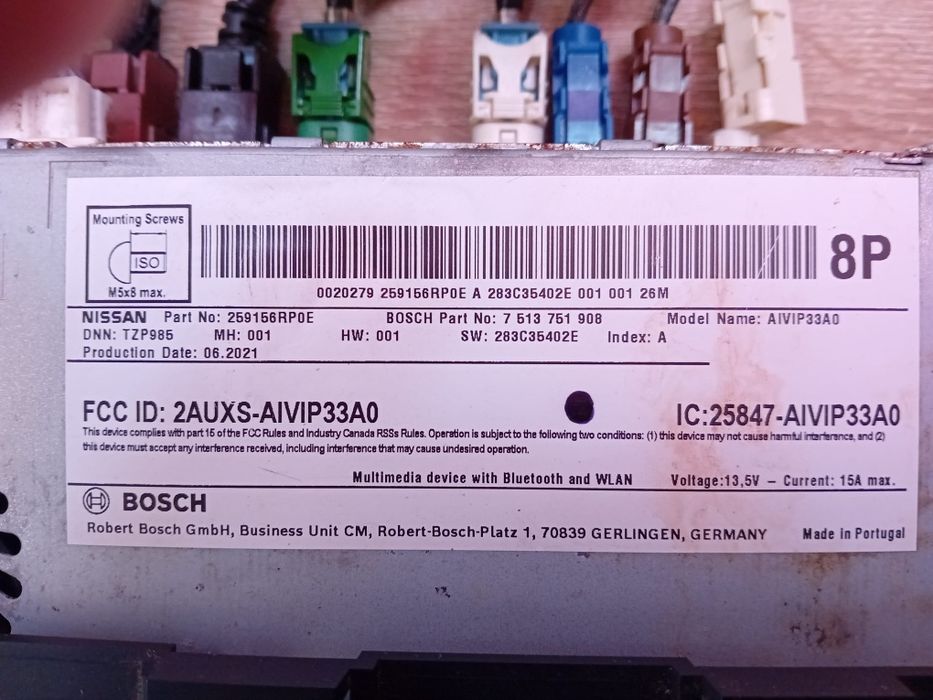 Mounting Screws
ISO
M5x8 max.
8P
0020279 259156RP0E A 283C35402E 001 001 26M
NISSAN Part No: 259156RP0E BOSCH Part No: 7 513 751 908 Model Name: AIVIP33A0
DNN: TZP985 MH: 001 HW: 001 SW: 283C35402E Index: A
Production Date: 06.2021
FCC ID: 2AUXS-AIVIP33A0 IC:25847-AIVIP33A0
This device complies with part 15 of the FCC Rules and Industry Canada RSSs Rules. Operation is subject to the following two conditions: (1) this device may not cause harmful interference, and (2)
this device must accept any interference received, including interference that may cause undesired operation.
Multimedia device with Bluetooth and WLAN Voltage:13,5V – Current: 15A max.
BOSCH
Robert Bosch GmbH, Business Unit CM, Robert-Bosch-Platz 1, 70839 GERLINGEN, GERMANY Made in Portugal